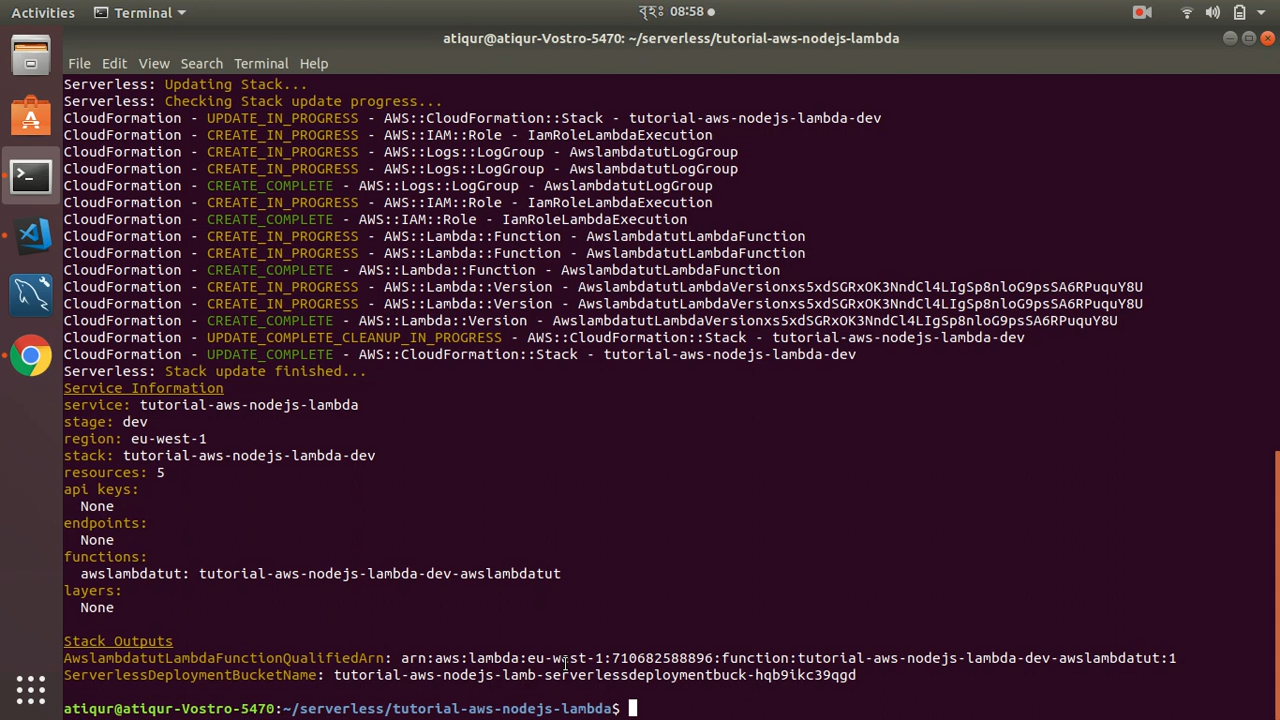 Activities Terminal বৃহঃ 08:58
atiqur@atiqur-Vostro-5470: ~/serverless/tutorial-aws-nodejs-lambda
File Edit View Search Terminal Help
Serverless: Updating Stack...
Serverless: Checking Stack update progress...
CloudFormation - UPDATE_IN_PROGRESS - AWS::CloudFormation::Stack - tutorial-aws-nodejs-lambda-dev
CloudFormation - CREATE_IN_PROGRESS - AWS::IAM::Role - IamRoleLambdaExecution
CloudFormation - CREATE_IN_PROGRESS - AWS::Logs::LogGroup - AwslambdatutLogGroup
CloudFormation - CREATE_IN_PROGRESS - AWS::Logs::LogGroup - AwslambdatutLogGroup
CloudFormation - CREATE_COMPLETE - AWS::Logs::LogGroup - AwslambdatutLogGroup
CloudFormation - CREATE_IN_PROGRESS - AWS::IAM::Role - IamRoleLambdaExecution
CloudFormation - CREATE_COMPLETE - AWS::IAM::Role - IamRoleLambdaExecution
CloudFormation - CREATE_IN_PROGRESS - AWS::Lambda::Function - AwslambdatutLambdaFunction
CloudFormation - CREATE_IN_PROGRESS - AWS::Lambda::Function - AwslambdatutLambdaFunction
CloudFormation - CREATE_COMPLETE - AWS::Lambda::Function - AwslambdatutLambdaFunction
CloudFormation - CREATE_IN_PROGRESS - AWS::Lambda::Version - AwslambdatutLambdaVersionxs5xdSGRxOK3NndCl4LIgSp8nloG9psSA6RPuquY8U
CloudFormation - CREATE_IN_PROGRESS - AWS::Lambda::Version - AwslambdatutLambdaVersionxs5xdSGRxOK3NndCl4LIgSp8nloG9psSA6RPuquY8U
CloudFormation - CREATE_COMPLETE - AWS::Lambda::Version - AwslambdatutLambdaVersionxs5xdSGRxOK3NndCl4LIgSp8nloG9psSA6RPuquY8U
CloudFormation - UPDATE_COMPLETE_CLEANUP_IN_PROGRESS - AWS::CloudFormation::Stack - tutorial-aws-nodejs-lambda-dev
CloudFormation - UPDATE_COMPLETE - AWS::CloudFormation::Stack - tutorial-aws-nodejs-lambda-dev
Serverless: Stack update finished...
Service Information
service: tutorial-aws-nodejs-lambda
stage: dev
region: eu-west-1
stack: tutorial-aws-nodejs-lambda-dev
resources: 5
api keys:
None
endpoints:
None
functions:
awslambdatut: tutorial-aws-nodejs-lambda-dev-awslambdatut
layers:
None
Stack Outputs
AwslambdatutLambdaFunctionQualifiedArn: arn:aws:lambda:eu-west-1:710682588896:function:tutorial-aws-nodejs-lambda-dev-awslambdatut:1
ServerlessDeploymentBucketName: tutorial-aws-nodejs-lamb-serverlessdeploymentbuck-hqb9ikc39qgd
atiqur@atiqur-Vostro-5470:~/serverless/tutorial-aws-nodejs-lambda$